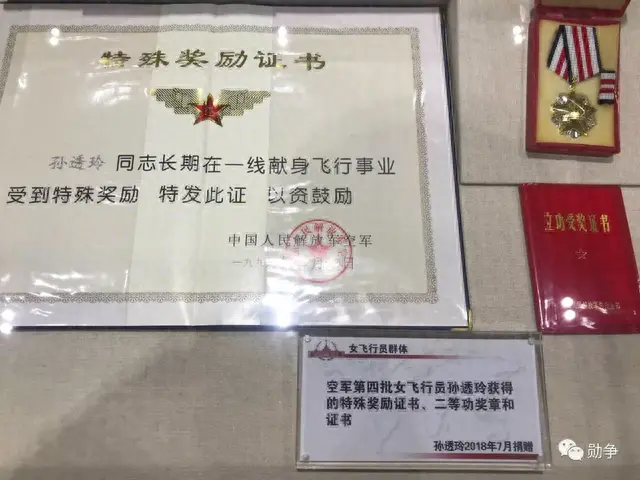 特殊奖励证书
孙透玲 同志长期在一线献身飞行事业
受到特殊奖励 特发此证 以资鼓励
中国人民解放军空军
立功受奖证书
女飞行员群体
空军第四批女飞行员孙透玲获得
的特殊奖励证书、二等功奖章和
证书
孙透玲2018年7月捐赠
勋争